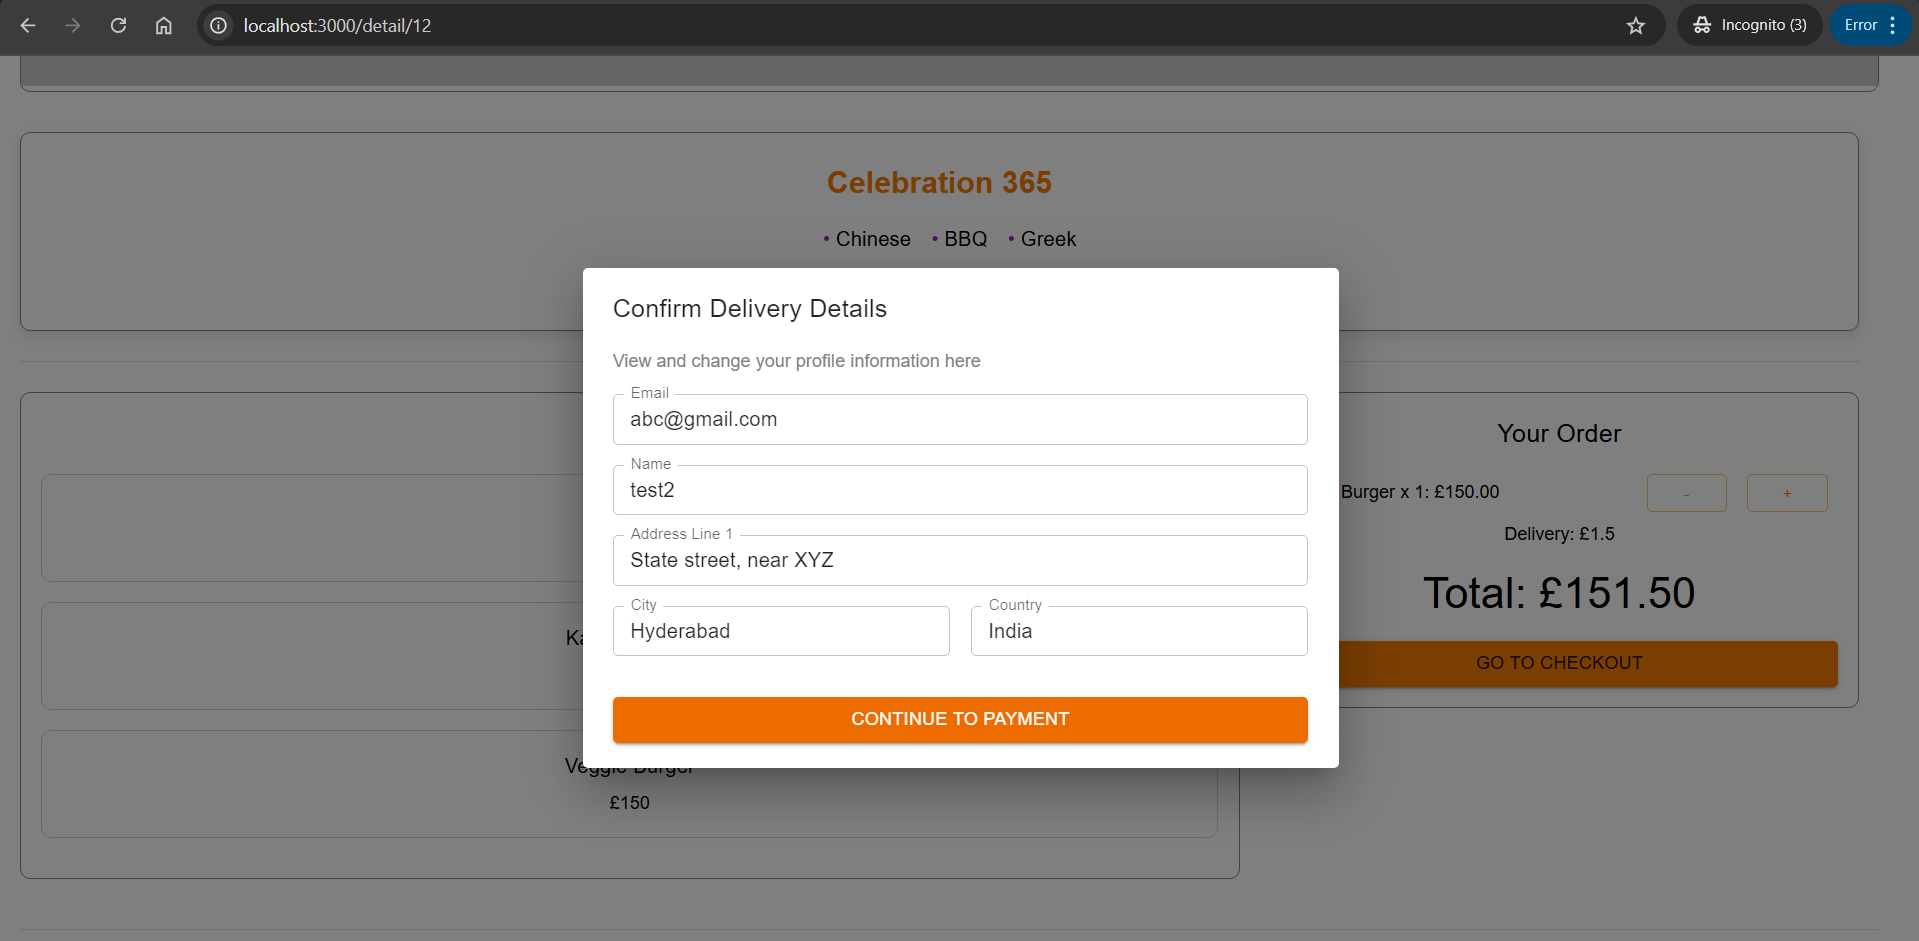 localhost:3000/detail/12
Incognito (3)
Error
Celebration 365
• Chinese • BBQ • Greek
Confirm Delivery Details
View and change your profile information here
Email
abc@gmail.com
Name
test2
Address Line 1
State street, near XYZ
City
Hyderabad
Country
India
CONTINUE TO PAYMENT
Your Order
Burger x 1: £150.00
-
+
Delivery: £1.5
Total: £151.50
GO TO CHECKOUT
Veggie Burger
£150